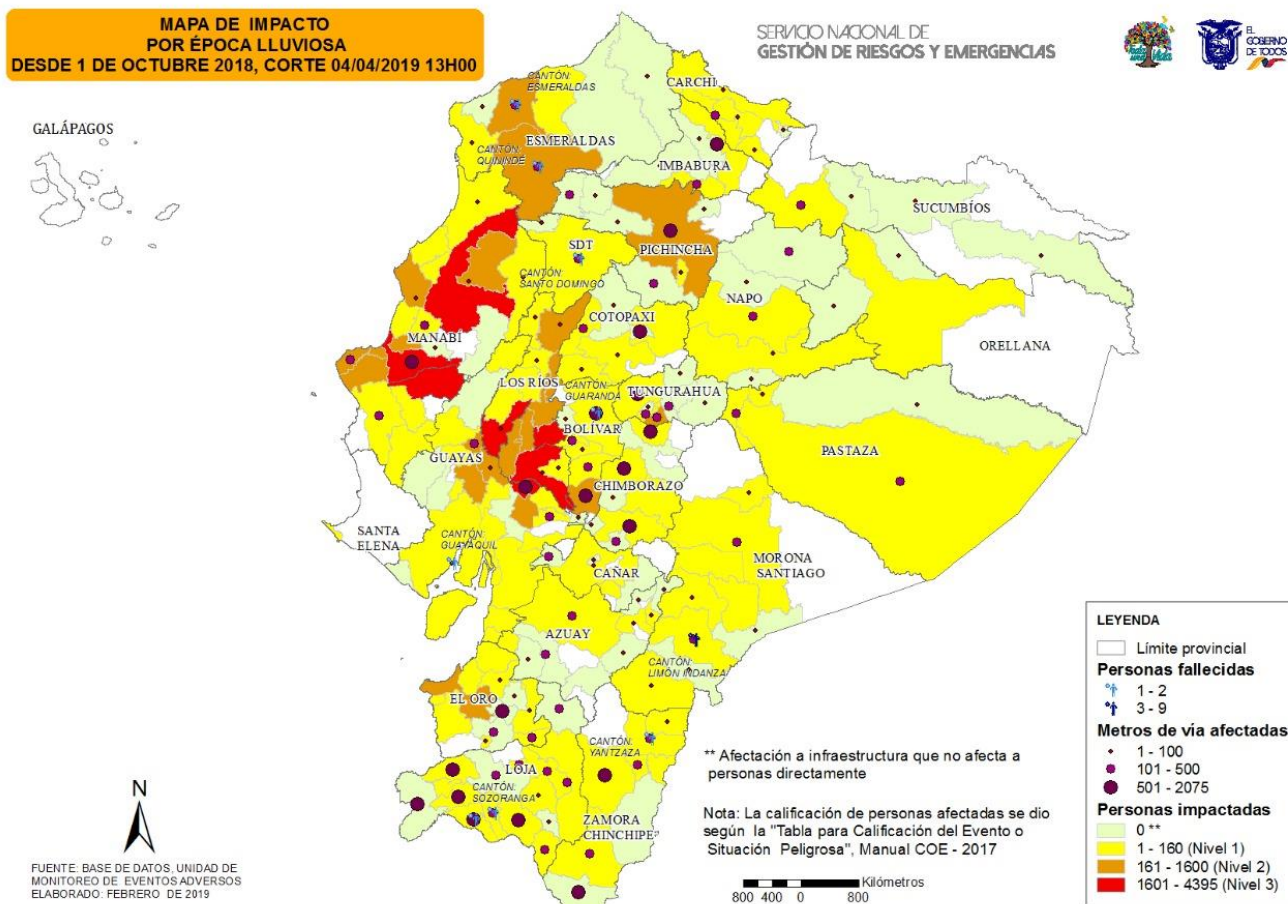 MAPA DE IMPACTO
POR ÉPOCA LLUVIOSA
DESDE 1 DE OCTUBRE 2018, CORTE 04/04/2019 13H00
SERVICIO NACIONAL DE
GESTIÓN DE RIESGOS Y EMERGENCIAS
Toda
una Vida
EL
GOBIERNO
DE TODOS
GALÁPAGOS
CANTÓN:
ESMERALDAS
CARCHI
ESMERALDAS
CANTÓN:
QUININDÉ
IMBABURA
SUCUMBÍOS
SDT
PICHINCHA
CANTÓN:
SANTO DOMINGO
NAPO
COTOPAXI
MANABÍ
ORELLANA
LOS RÍOS
CANTÓN:
GUARANDA
TUNGURAHUA
BOLÍVAR
PASTAZA
GUAYAS
CHIMBORAZO
SANTA
ELENA
CANTÓN:
GUAYAQUIL
MORONA
SANTIAGO
CAÑAR
AZUAY
CANTÓN:
LIMÓN INDANZA
EL ORO
CANTÓN:
YANTZAZA
LOJA
CANTÓN:
SOZORANGA
ZAMORA
CHINCHIPE
** Afectación a infraestructura que no afecta a
personas directamente
Nota: La calificación de personas afectadas se dio
según la "Tabla para Calificación del Evento o
Situación Peligrosa", Manual COE - 2017
Kilómetros
800 400 0 800
N
FUENTE: BASE DE DATOS, UNIDAD DE
MONITOREO DE EVENTOS ADVERSOS
ELABORADO: FEBRERO DE 2019
LEYENDA
Límite provincial
Personas fallecidas
1 - 2
3 - 9
Metros de vía afectadas
1 - 100
101 - 500
501 - 2075
Personas impactadas
0 **
1 - 160 (Nivel 1)
161 - 1600 (Nivel 2)
1601 - 4395 (Nivel 3)